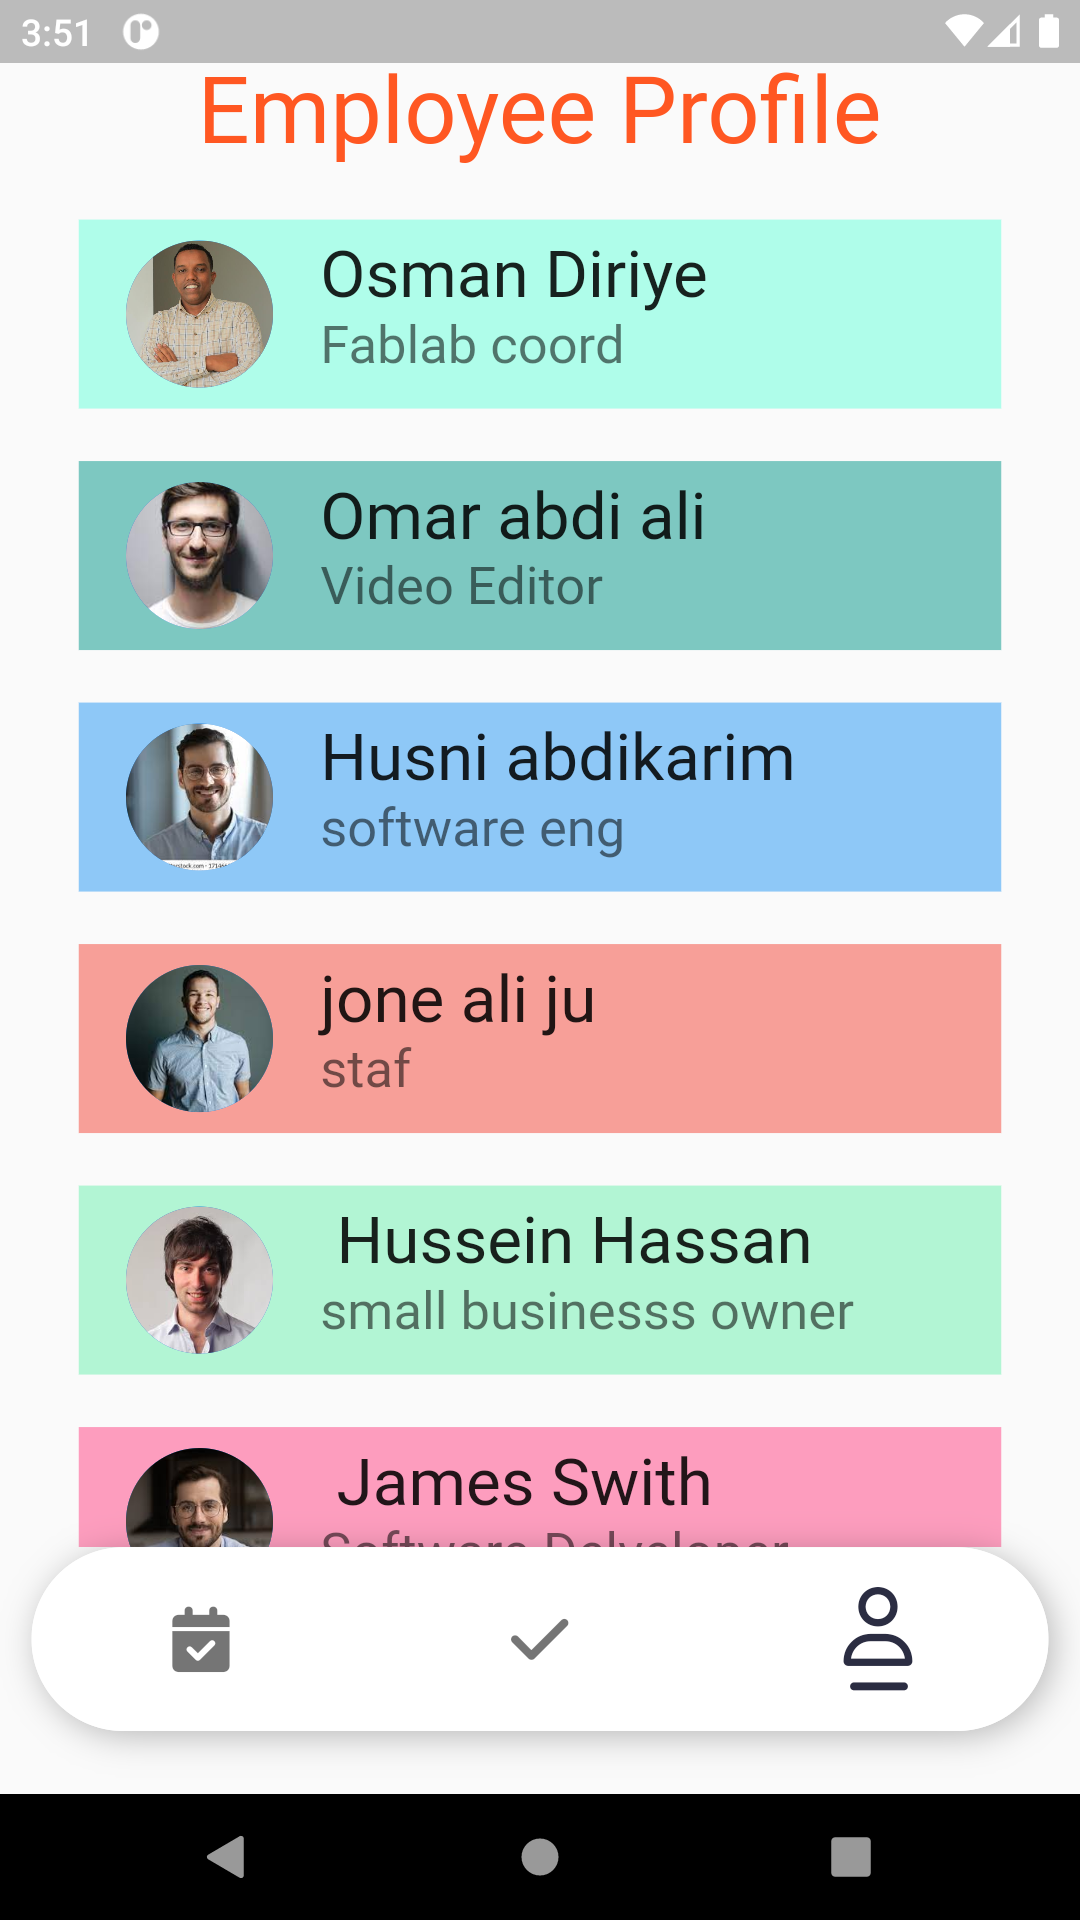 3:51
Employee Profile
Osman Diriye
Fablab coord
Omar abdi ali
Video Editor
Husni abdikarim
software eng
jone ali ju
staf
Hussein Hassan
small businesss owner
James Swith
Software